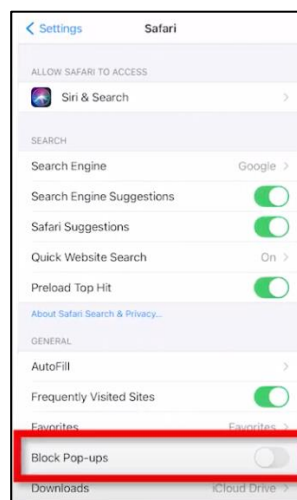 Settings Safari
ALLOW SAFARI TO ACCESS
Siri & Search
SEARCH
Search Engine Google
Search Engine Suggestions
Safari Suggestions
Quick Website Search On
Preload Top Hit
About Safari Search & Privacy...
GENERAL
AutoFill
Frequently Visited Sites
Favorites Favorites
Block Pop-ups
Downloads iCloud Drive